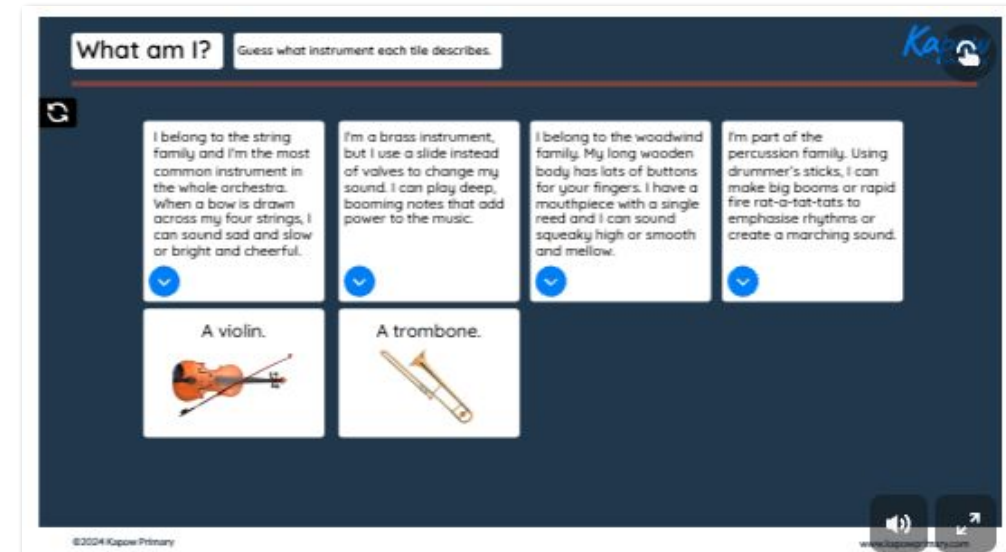 What am I?
Guess what instrument each tile describes.
I belong to the string
family and I'm the most
common instrument in
the whole orchestra.
When a bow is drawn
across my four strings, I
can sound sad and slow
or bright and cheerful.
I'm a brass instrument,
but I use a slide instead
of valves to change my
sound. I can play deep,
booming notes that add
power to the music.
I belong to the woodwind
family. My long wooden
body has lots of buttons
for your fingers. I have a
mouthpiece with a single
reed and I can sound
squeaky high or smooth
and mellow.
I'm part of the
percussion family. Using
drummer's sticks, I can
make big booms or rapid
fire rat-a-tat-tats to
emphasise rhythms or
create a marching sound.
A violin.
A trombone.
©2024 Kapow Primary
www.kapowprimary.com